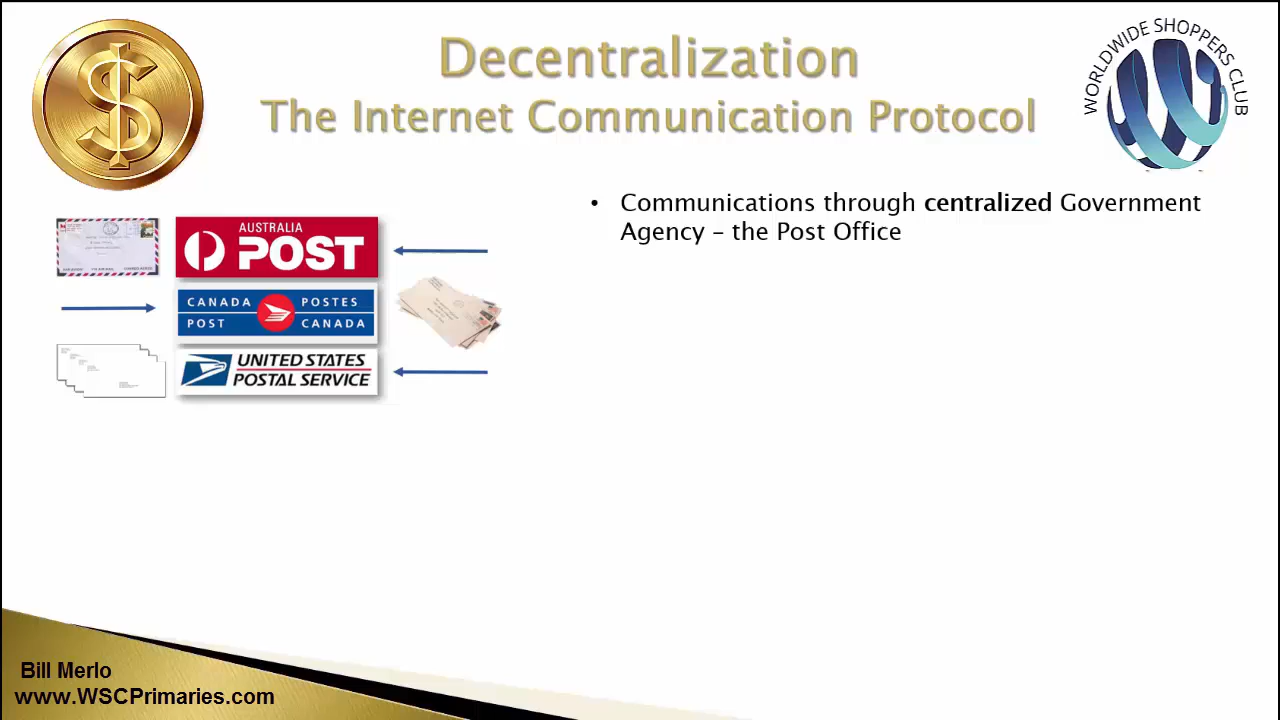 Decentralization
The Internet Communication Protocol
WORLDWIDE SHOPPERS CLUB
• Communications through centralized Government
Agency – the Post Office
AUSTRALIA
POST
CANADA POSTES
POST CANADA
UNITED STATES
POSTAL SERVICE
Bill Merlo
www.WSCPrimaries.com